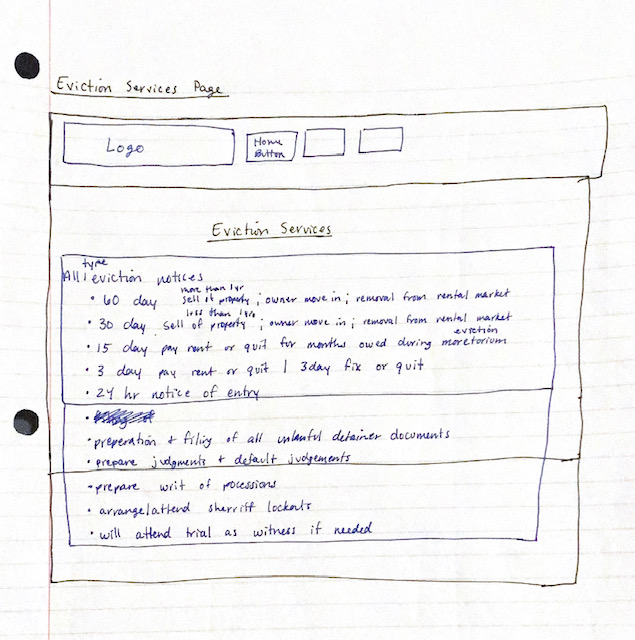 Eviction Services Page
Logo
Home
Button
Eviction Services
type
All eviction notices
more than 1yr
• 60 day sell of property ; owner move in ; removal from rental market
less than 1yr
• 30 day sell of property ; owner move in ; removal from rental market
eviction
• 15 day pay rent or quit for months owed during moretorium
• 3 day pay rent or quit | 3 day fix or quit
• 24 hr notice of entry
• preperation + filing of all unlawful detainer documents
• prepare judgments + default judgements
• prepare writ of pocessions
• arrange/attend sherriff lockouts
• will attend trial as witness if needed